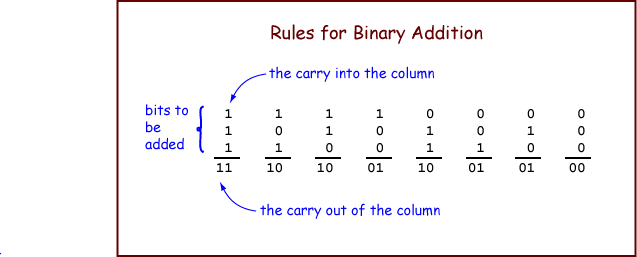 Rules for Binary Addition
the carry into the column
bits to
be
added
1 1 1 1 0 0 0 0
1 0 1 0 1 0 1 0
1 1 0 0 1 1 0 0
11 10 10 01 10 01 01 00
the carry out of the column